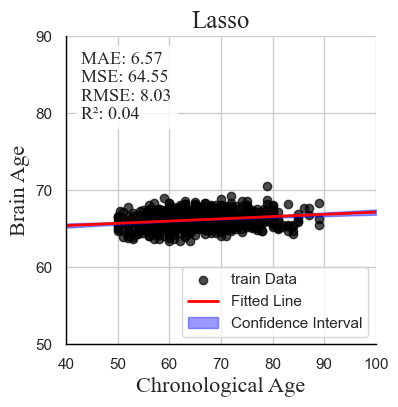 Lasso
MAE: 6.57
MSE: 64.55
RMSE: 8.03
R²: 0.04
90
80
70
60
50
Brain Age
train Data
Fitted Line
Confidence Interval
40 50 60 70 80 90 100
Chronological Age